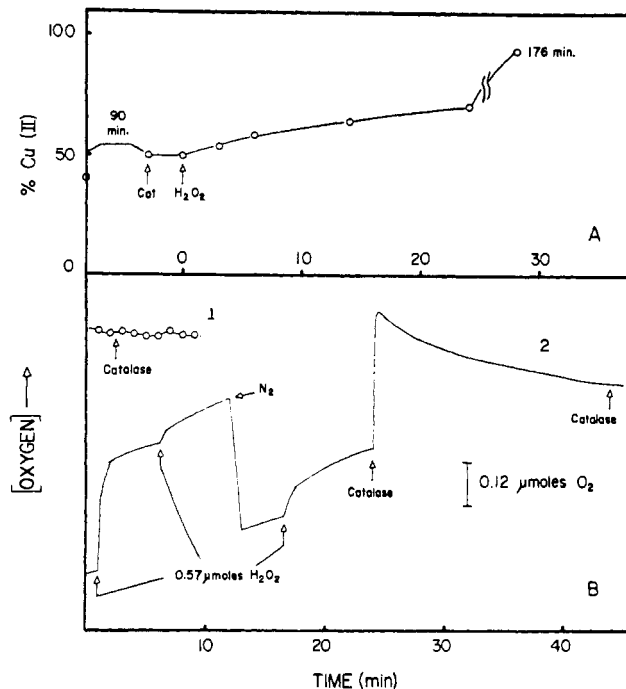 100
176 min.
90
min.
% Cu (II)
50
Cat
H2O2
A
0
0
10
20
30
1
2
Catalase
N2
Catalase
[OXYGEN]
Catalase
0.12 µmoles O2
0.57 µmoles H2O2
B
10
20
30
40
TIME (min)